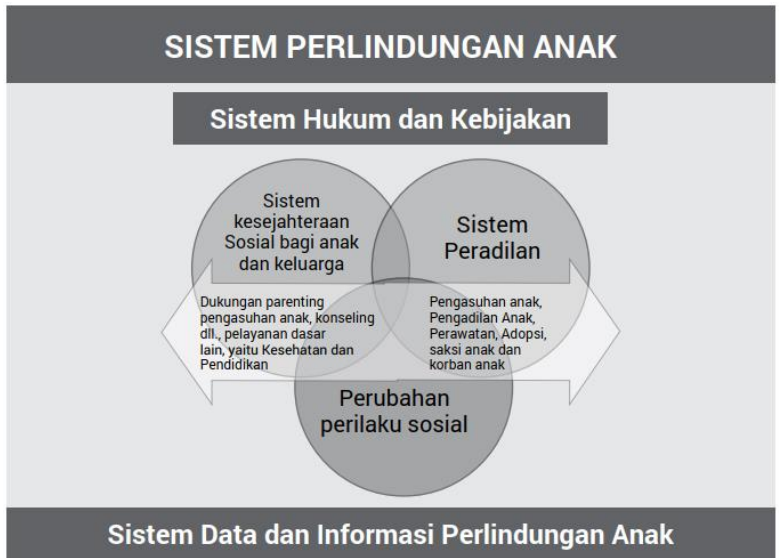 SISTEM PERLINDUNGAN ANAK
Sistem Hukum dan Kebijakan
Sistem
kesejahteraan
Sosial bagi anak
dan keluarga
Sistem
Peradilan
Dukungan parenting
pengasuhan anak, konseling
dll., pelayanan dasar
lain, yaitu Kesehatan dan
Pendidikan
Pengasuhan anak,
Pengadilan Anak,
Perawatan, Adopsi,
saksi anak dan
korban anak
Perubahan
perilaku sosial
Sistem Data dan Informasi Perlindungan Anak